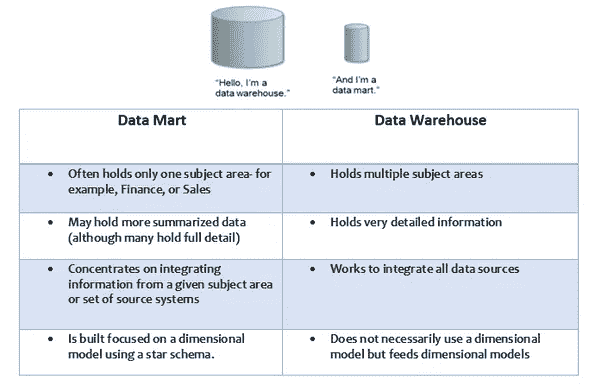 "Hello, I'm a
data warehouse."
"And I'm a
data mart."
Data Mart
Data Warehouse
• Often holds only one subject area- for
example, Finance, or Sales
• Holds multiple subject areas
• May hold more summarized data
(although many hold full detail)
• Holds very detailed information
• Concentrates on integrating
information from a given subject area
or set of source systems
• Works to integrate all data sources
• Is built focused on a dimensional
model using a star schema.
• Does not necessarily use a dimensional
model but feeds dimensional models